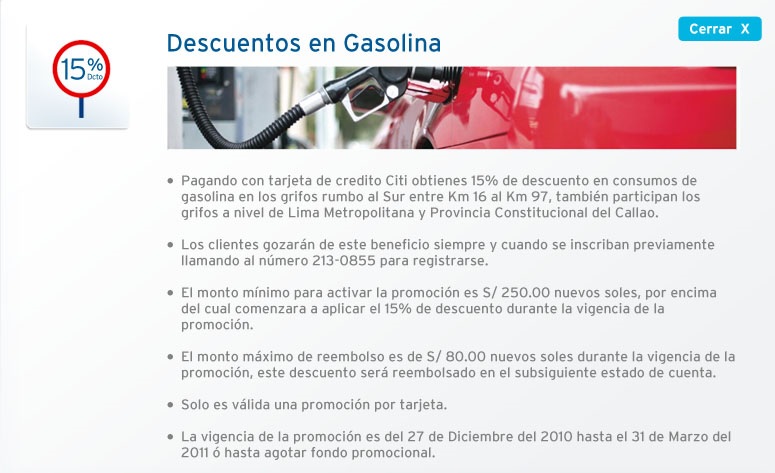 Cerrar X
15%
Dcto
Descuentos en Gasolina
• Pagando con tarjeta de credito Citi obtienes 15% de descuento en consumos de
gasolina en los grifos rumbo al Sur entre Km 16 al Km 97, también participan los
grifos a nivel de Lima Metropolitana y Provincia Constitucional del Callao.
• Los clientes gozarán de este beneficio siempre y cuando se inscriban previamente
llamando al número 213-0855 para registrarse.
• El monto mínimo para activar la promoción es S/ 250.00 nuevos soles, por encima
del cual comenzara a aplicar el 15% de descuento durante la vigencia de la
promoción.
• El monto máximo de reembolso es de S/ 80.00 nuevos soles durante la vigencia de la
promoción, este descuento será reembolsado en el subsiguiente estado de cuenta.
• Solo es válida una promoción por tarjeta.
• La vigencia de la promoción es del 27 de Diciembre del 2010 hasta el 31 de Marzo del
2011 ó hasta agotar fondo promocional.